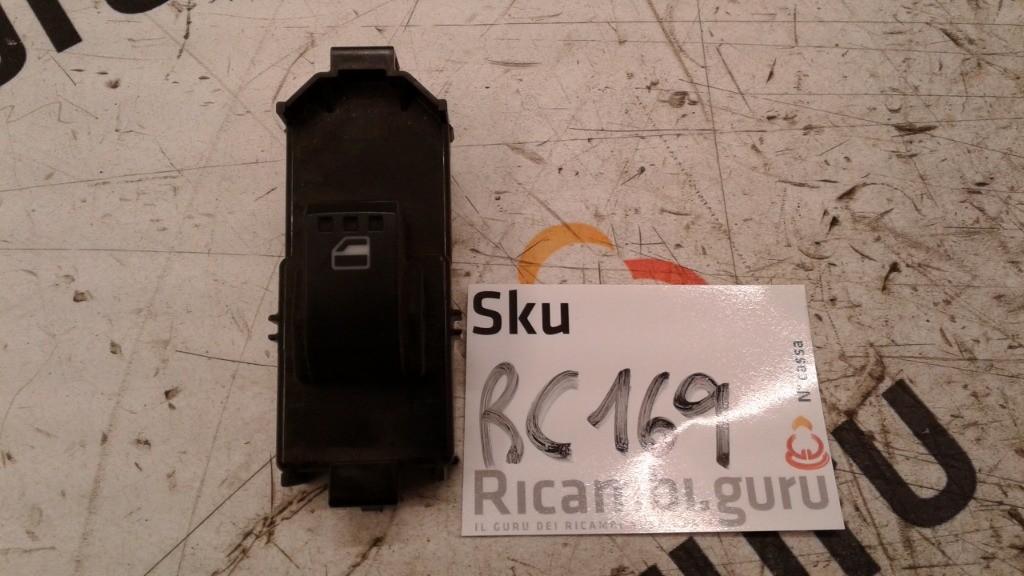 Sku
N° cassa
RC169
Ricambi.guru
IL GURU DEI RICAMBI